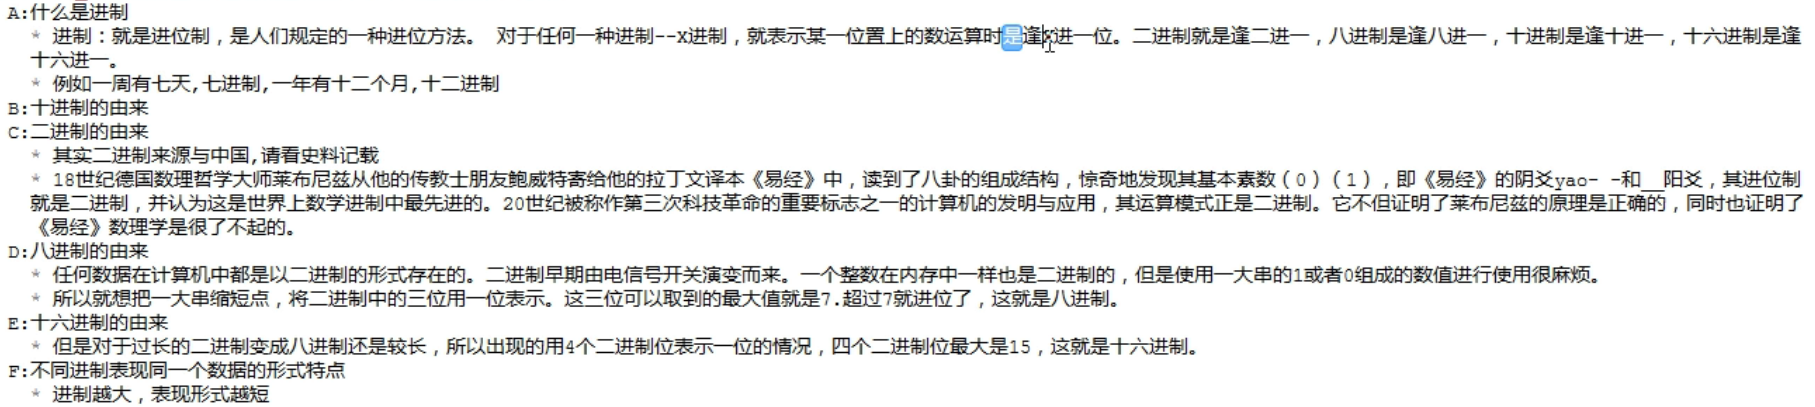 A:什么是进制
* 进制：就是进位制，是人们规定的一种进位方法。 对于任何一种进制--X进制，就表示某一位置上的数运算时是逢X进一位。二进制就是逢二进一，八进制是逢八进一，十进制是逢十进一，十六进制是逢
十六进一。
* 例如一周有七天,七进制,一年有十二个月,十二进制
B:十进制的由来
C:二进制的由来
* 其实二进制来源与中国,请看史料记载
* 18世纪德国数理哲学大师莱布尼兹从他的传教士朋友鲍威特寄给他的拉丁文译本《易经》中，读到了八卦的组成结构，惊奇地发现其基本素数（0）（1），即《易经》的阴爻yao- -和__阳爻，其进位制
就是二进制，并认为这是世界上数学进制中最先进的。20世纪被称作第三次科技革命的重要标志之一的计算机的发明与应用，其运算模式正是二进制。它不但证明了莱布尼兹的原理是正确的，同时也证明了
《易经》数理学是很了不起的。
D:八进制的由来
* 任何数据在计算机中都是以二进制的形式存在的。二进制早期由电信号开关演变而来。一个整数在内存中一样也是二进制的，但是使用一大串的1或者0组成的数值进行使用很麻烦。
* 所以就想把一大串缩短点，将二进制中的三位用一位表示。这三位可以取到的最大值就是7.超过7就进位了，这就是八进制。
E:十六进制的由来
* 但是对于过长的二进制变成八进制还是较长，所以出现的用4个二进制位表示一位的情况，四个二进制位最大是15，这就是十六进制。
F:不同进制表现同一个数据的形式特点
* 进制越大，表现形式越短